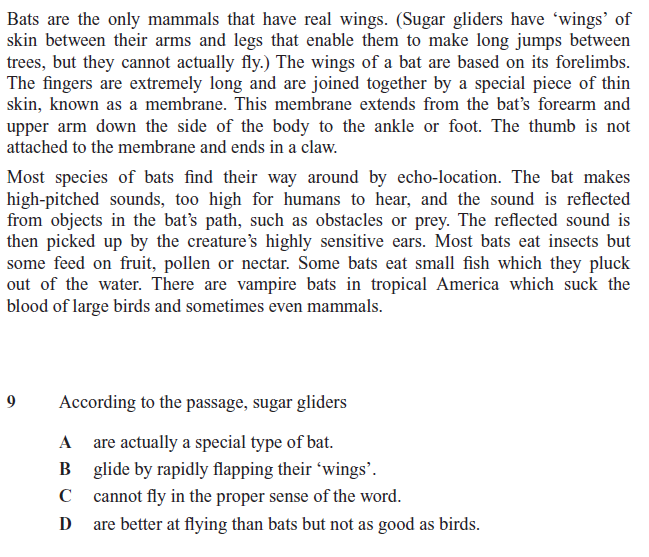 Bats are the only mammals that have real wings. (Sugar gliders have ‘wings’ of
skin between their arms and legs that enable them to make long jumps between
trees, but they cannot actually fly.) The wings of a bat are based on its forelimbs.
The fingers are extremely long and are joined together by a special piece of thin
skin, known as a membrane. This membrane extends from the bat’s forearm and
upper arm down the side of the body to the ankle or foot. The thumb is not
attached to the membrane and ends in a claw.
Most species of bats find their way around by echo-location. The bat makes
high-pitched sounds, too high for humans to hear, and the sound is reflected
from objects in the bat’s path, such as obstacles or prey. The reflected sound is
then picked up by the creature’s highly sensitive ears. Most bats eat insects but
some feed on fruit, pollen or nectar. Some bats eat small fish which they pluck
out of the water. There are vampire bats in tropical America which suck the
blood of large birds and sometimes even mammals.
9 According to the passage, sugar gliders
A are actually a special type of bat.
B glide by rapidly flapping their ‘wings’.
C cannot fly in the proper sense of the word.
D are better at flying than bats but not as good as birds.